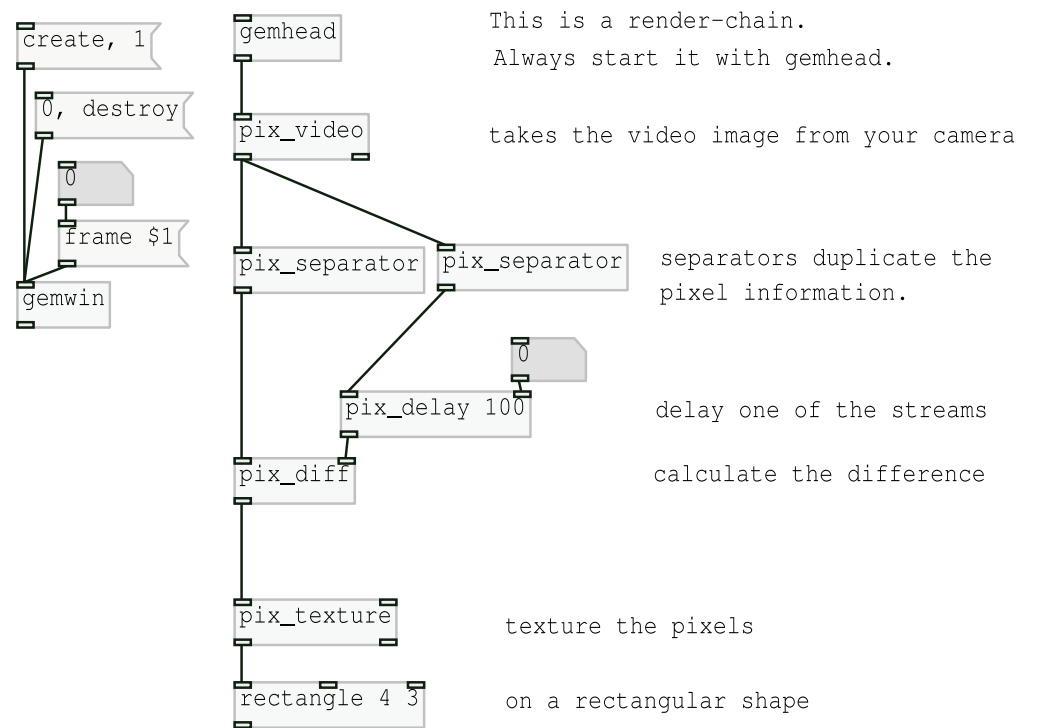 create, 1
0, destroy
0
frame $1
gemwin
gemhead
This is a render-chain.
Always start it with gemhead.
pix_video
takes the video image from your camera
pix_separator
pix_separator
separators duplicate the
pixel information.
0
pix_delay 100
delay one of the streams
pix_diff
calculate the difference
pix_texture
texture the pixels
rectangle 4 3
on a rectangular shape